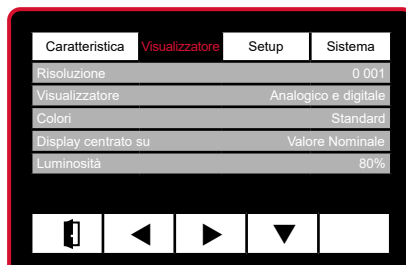 Caratteristica Visualizzatore Setup Sistema
Risoluzione 0 001
Visualizzatore Analogico e digitale
Colori Standard
Display centrato su Valore Nominale
Luminosità 80%